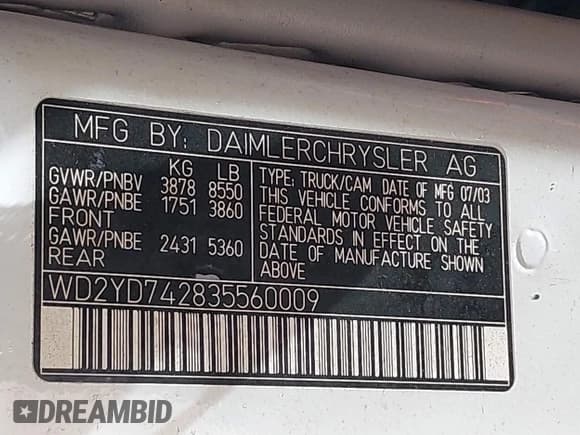 MFG BY: DAIMLERCHRYSLER AG
KG LB
GVWR/PNBV 3878 8550
GAWR/PNBE 1751 3860
FRONT
GAWR/PNBE 2431 5360
REAR
TYPE: TRUCK/CAM DATE OF MFG 07/03
THIS VEHICLE CONFORMS TO ALL
FEDERAL MOTOR VEHICLE SAFETY
STANDARDS IN EFFECT ON THE
DATE OF MANUFACTURE SHOWN
ABOVE
WD2YD742835560009
DREAMBID